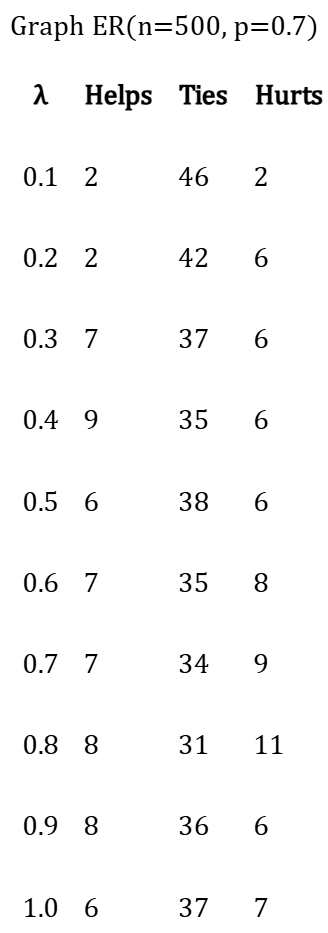 Graph ER(n=500, p=0.7)
λ Helps Ties Hurts
0.1 2 46 2
0.2 2 42 6
0.3 7 37 6
0.4 9 35 6
0.5 6 38 6
0.6 7 35 8
0.7 7 34 9
0.8 8 31 11
0.9 8 36 6
1.0 6 37 7